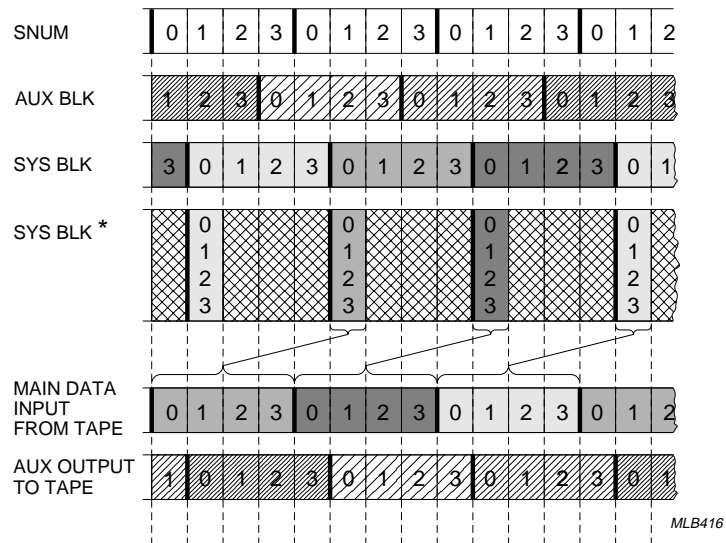 SNUM 0 1 2 3 0 1 2 3 0 1 2 3 0 1 2
AUX BLK 1 2 3 0 1 2 3 0 1 2 3 0 1 2 3
SYS BLK 3 0 1 2 3 0 1 2 3 0 1 2 3 0 1
SYS BLK * 0 0 0 0
1 1 1 1
2 2 2 2
3 3 3 3
MAIN DATA
INPUT
FROM TAPE 0 1 2 3 0 1 2 3 0 1 2 3 0 1 2
AUX OUTPUT
TO TAPE 1 0 1 2 3 0 1 2 3 0 1 2 3 0 1
MLB416